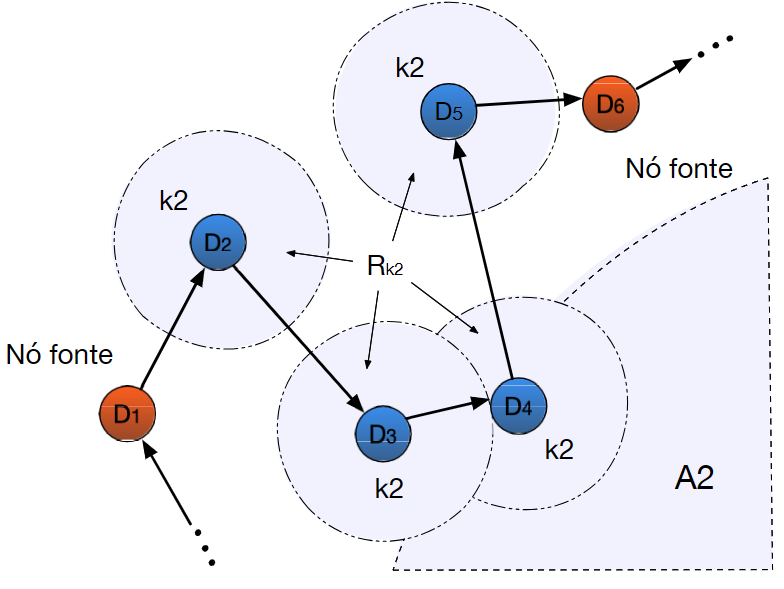 k2
D5
D6
Nó fonte
k2
D2
Rk2
Nó fonte
D1
D3
D4
k2
k2
A2